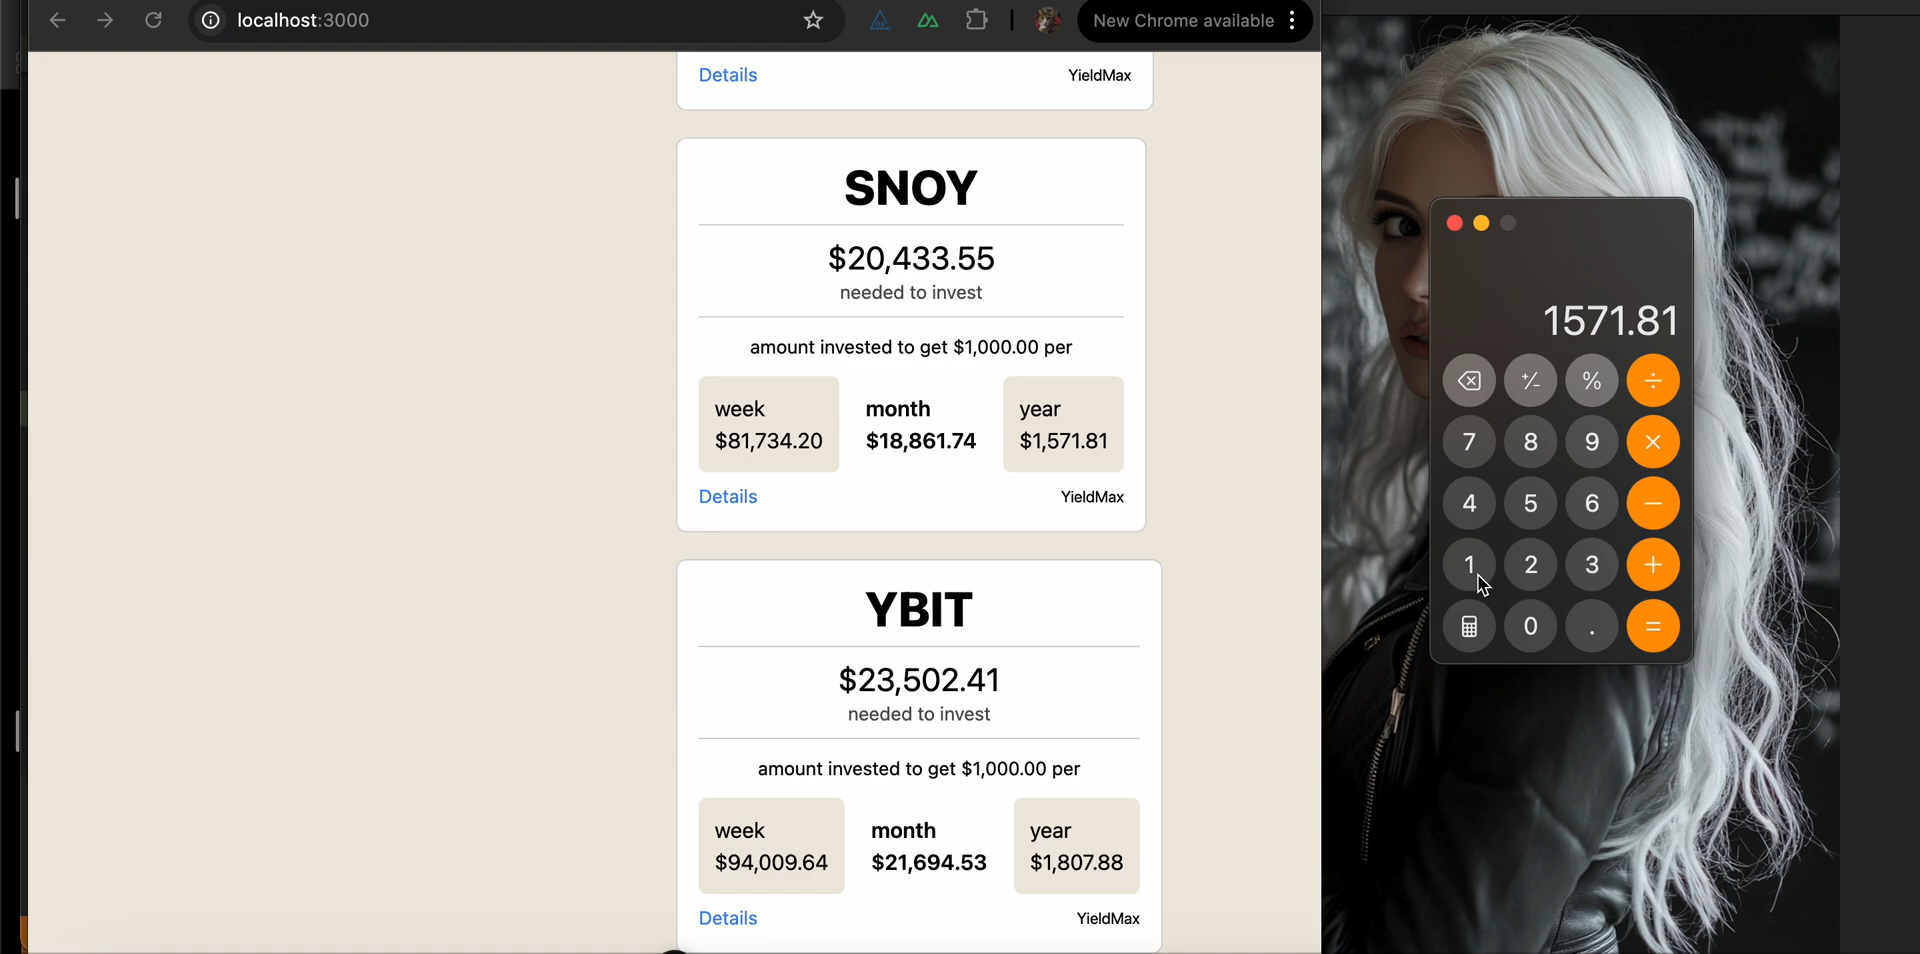 localhost:3000
New Chrome available
Details
YieldMax
SNOY
$20,433.55
needed to invest
amount invested to get $1,000.00 per
week
$81,734.20
month
$18,861.74
year
$1,571.81
Details
YieldMax
YBIT
$23,502.41
needed to invest
amount invested to get $1,000.00 per
week
$94,009.64
month
$21,694.53
year
$1,807.88
Details
YieldMax
1571.81
⁺∕₋ % ÷
7 8 9 ×
4 5 6 −
1 2 3 +
0 . =